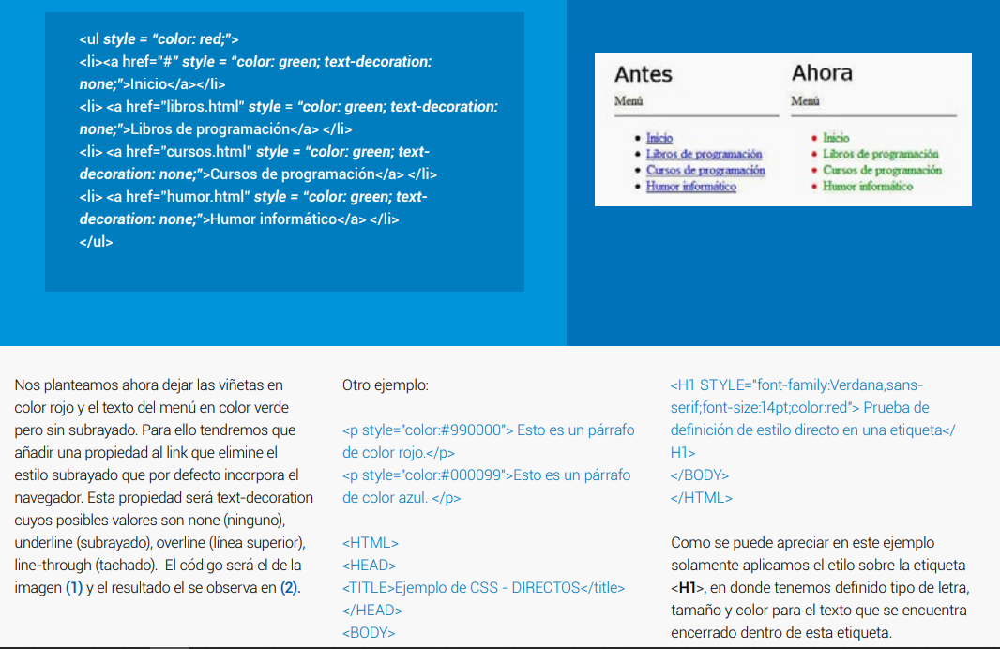 <ul style = “color: red;”>
<li><a href="#” style = “color: green; text-decoration:
none;”>Inicio</a></li>
<li> <a href="libros.html" style = “color: green; text-decoration:
none;”>Libros de programación</a> </li>
<li> <a href="cursos.html" style = “color: green; text-
decoration: none;”>Cursos de programación</a> </li>
<li> <a href="humor.html" style = “color: green; text-
decoration: none;”>Humor informático</a> </li>
</ul>
Antes
Menú
• Inicio
• Libros de programación
• Cursos de programación
• Humor informático
Ahora
Menú
• Inicio
• Libros de programación
• Cursos de programación
• Humor informático
Nos planteamos ahora dejar las viñetas en
color rojo y el texto del menú en color verde
pero sin subrayado. Para ello tendremos que
añadir una propiedad al link que elimine el
estilo subrayado que por defecto incorpora el
navegador. Esta propiedad será text-decoration
cuyos posibles valores son none (ninguno),
underline (subrayado), overline (línea superior),
line-through (tachado).  El código será el de la
imagen (1) y el resultado el se observa en (2).
Otro ejemplo:
<p style="color:#990000"> Esto es un párrafo
de color rojo.</p>
<p style="color:#000099">Esto es un párrafo
de color azul. </p>
<HTML>
<HEAD>
<TITLE>Ejemplo de CSS - DIRECTOS</title>
</HEAD>
<BODY>
<H1 STYLE="font-family:Verdana,sans-
serif;font-size:14pt;color:red"> Prueba de
definición de estilo directo en una etiqueta</
H1>
</BODY>
</HTML>
Como se puede apreciar en este ejemplo
solamente aplicamos el etilo sobre la etiqueta
<H1>, en donde tenemos definido tipo de letra,
tamaño y color para el texto que se encuentra
encerrado dentro de esta etiqueta.